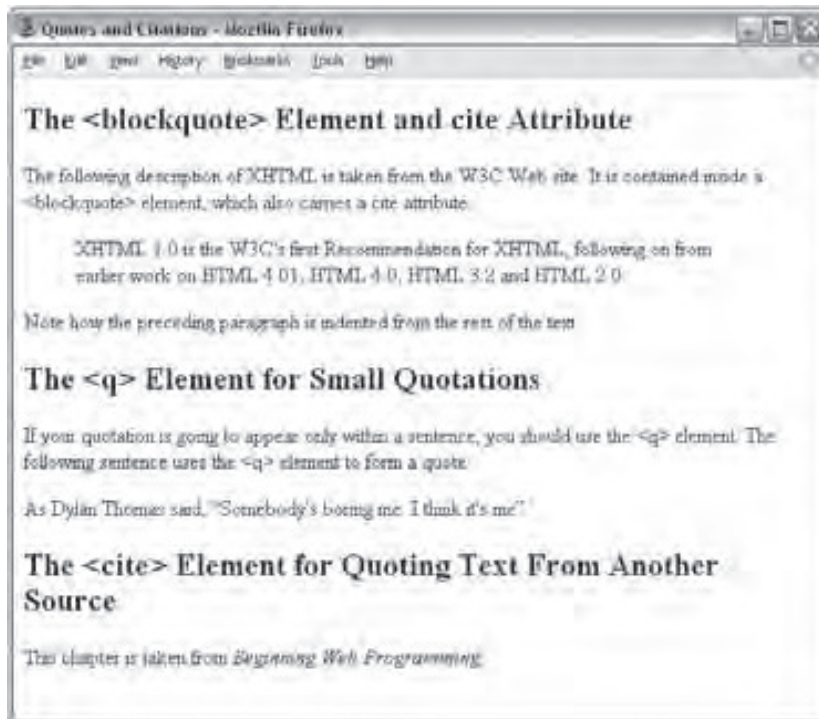 Quotes and Citations - Mozilla Firefox
File Edit View History Bookmarks Tools Help
The <blockquote> Element and cite Attribute
The following description of XHTML is taken from the W3C Web site. It is contained inside a
<blockquote> element, which also carries a cite attribute.
XHTML 1.0 is the W3C's first Recommendation for XHTML, following on from
earlier work on HTML 4.01, HTML 4.0, HTML 3.2 and HTML 2.0.
Note how the preceding paragraph is indented from the rest of the text.
The <q> Element for Small Quotations
If your quotation is going to appear only within a sentence, you should use the <q> element. The
following sentence uses the <q> element to form a quote.
As Dylan Thomas said, "Somebody's boring me. I think it's me".
The <cite> Element for Quoting Text From Another
Source
This chapter is taken from Beginning Web Programming.